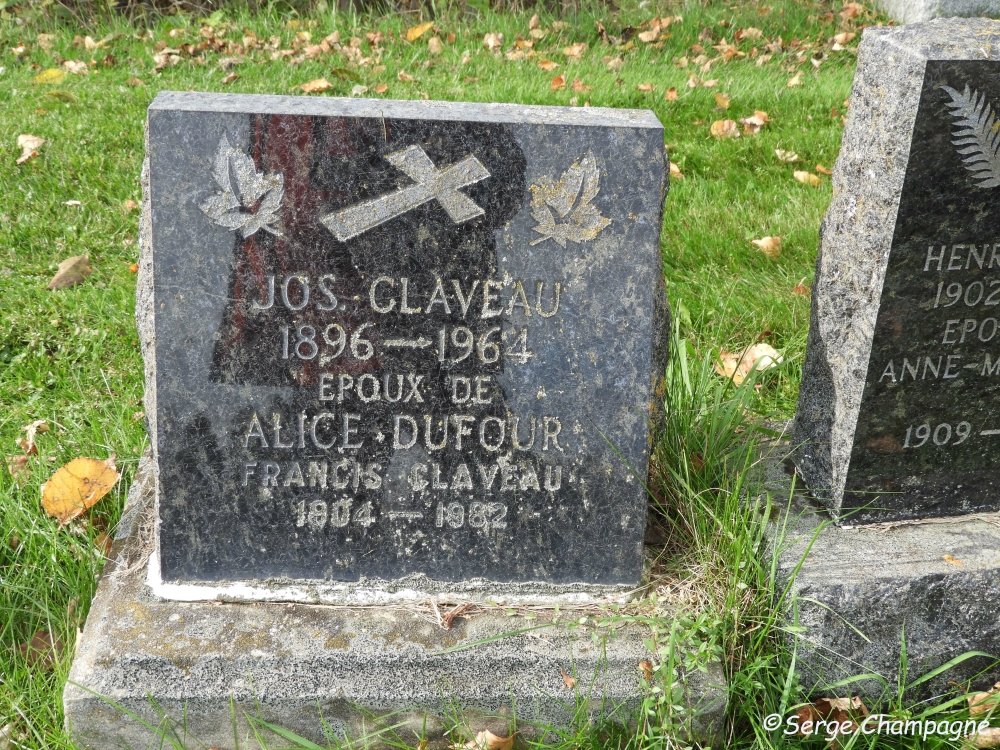 JOS. CLAVEAU
1896 — 1964
EPOUX DE
ALICE DUFOUR
FRANCIS CLAVEAU
1904 — 1982
HENR
1902
EPO
ANNE-M
1909 —
©Serge Champagne